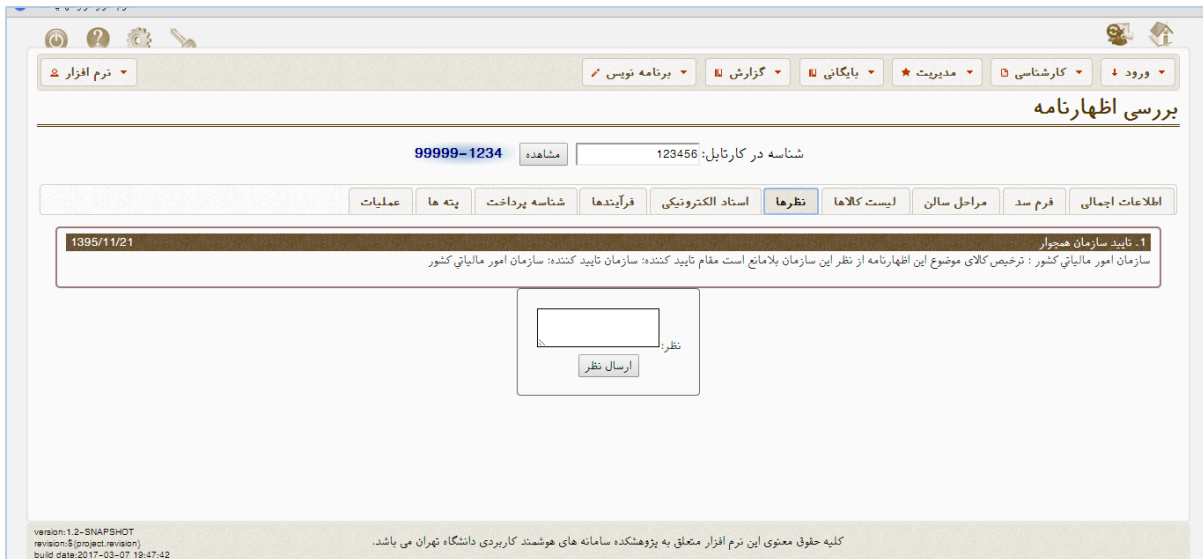 ورود
کارشناسی
مدیریت
بایگانی
گزارش
برنامه نویس
نرم افزار
بررسی اظهارنامه
شناسه در کارتابل: 123456 مشاهده 99999-1234
اطلاعات اجمالی
فرم سد
مراحل سالن
لیست کالاها
نظرها
اسناد الکترونیکی
فرآیندها
شناسه پرداخت
پته ها
عملیات
1. تایید سازمان همجوار 1395/11/21
سازمان امور مالياتي کشور : ترخیص کالای موضوع این اظهارنامه از نظر این سازمان بلامانع است مقام تایید کننده: سازمان تایید کننده: سازمان امور مالياتي کشور
نظر:
ارسال نظر
کلیه حقوق معنوی این نرم افزار متعلق به پژوهشکده سامانه های هوشمند کاربردی دانشگاه تهران می باشد.
version:1.2-SNAPSHOT
revision:${project.revision}
build date:2017-03-07 19:47:42